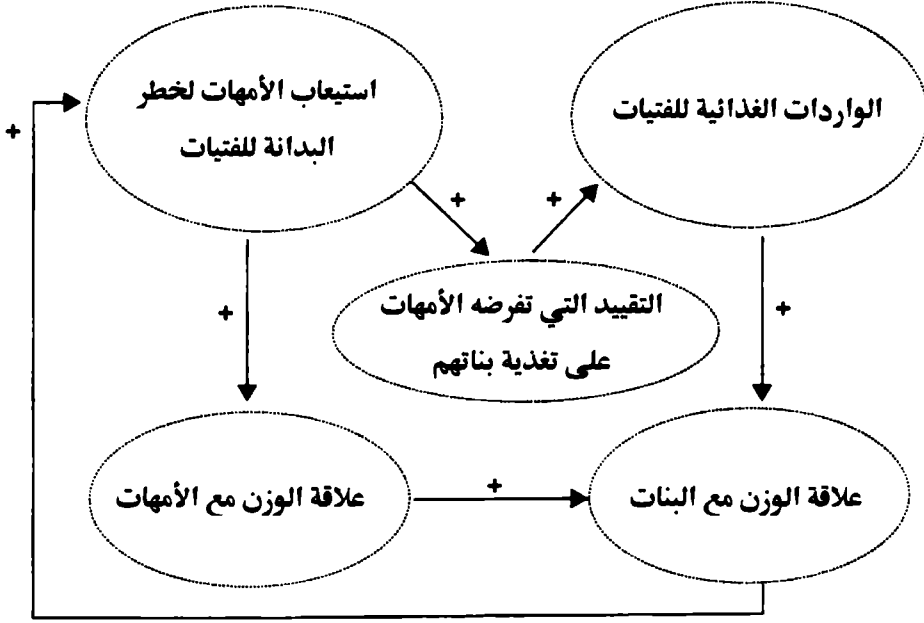 استيعاب الأمهات لخطر
البدانة للفتيات
الواردات الغذائية للفتيات
+
+
+
التقييد التي تفرضه الأمهات
على تغذية بناتهم
+
+
علاقة الوزن مع الأمهات
+
علاقة الوزن مع البنات